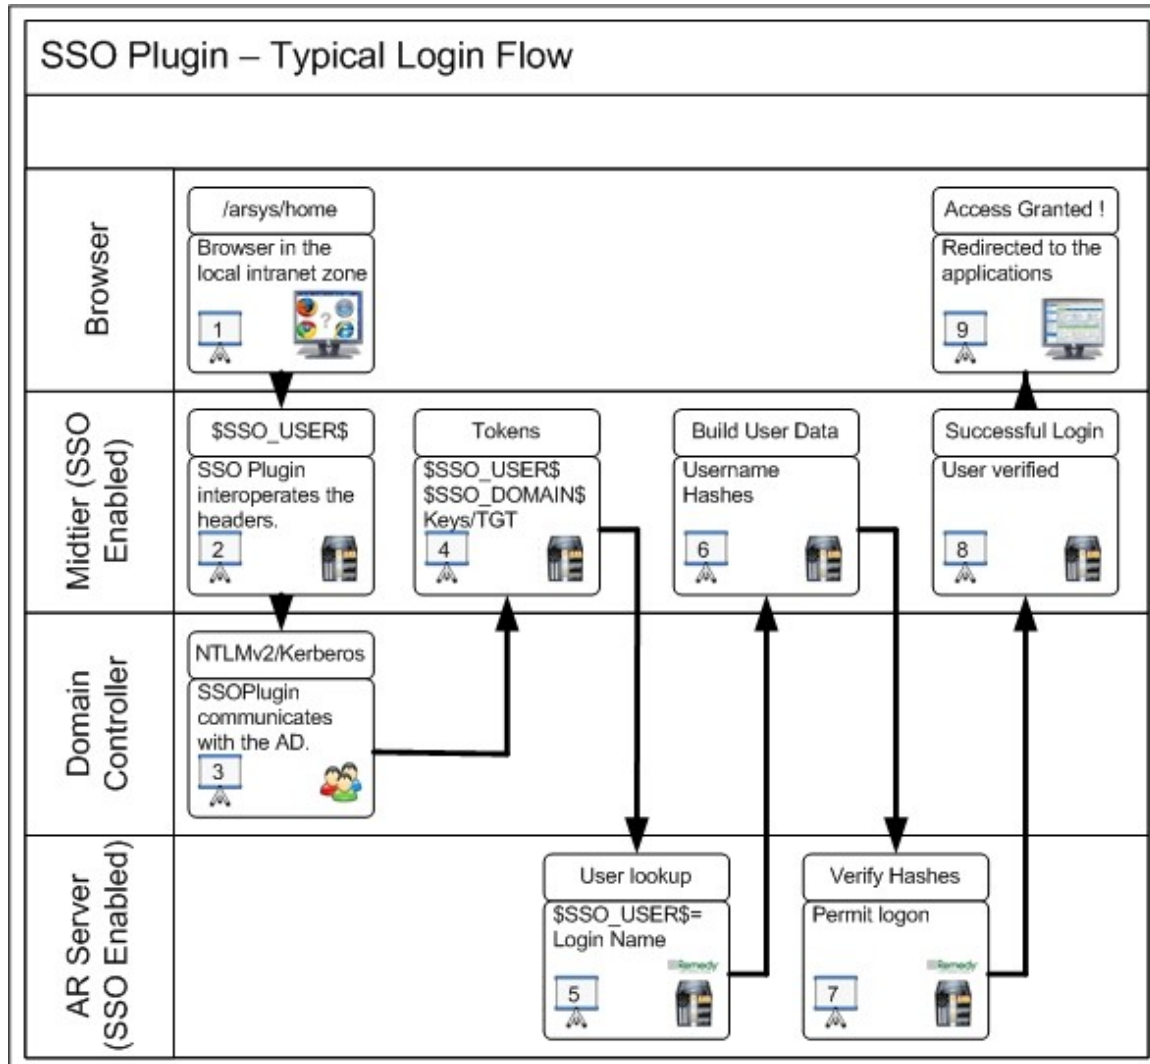 SSO Plugin – Typical Login Flow
Browser
/arsys/home
Browser in the
local intranet zone
1
?
Access Granted !
Redirected to the
applications
9
Midtier (SSO
Enabled)
$SSO_USER$
SSO Plugin
interoperates the
headers.
2
Tokens
$SSO_USER$
$SSO_DOMAIN$
Keys/TGT
4
Build User Data
Username
Hashes
6
Successful Login
User verified
8
Domain
Controller
NTLMv2/Kerberos
SSOPlugin
communicates
with the AD.
3
AR Server
(SSO Enabled)
User lookup
$SSO_USER$=
Login Name
Remedy
5
Verify Hashes
Permit logon
Remedy
7